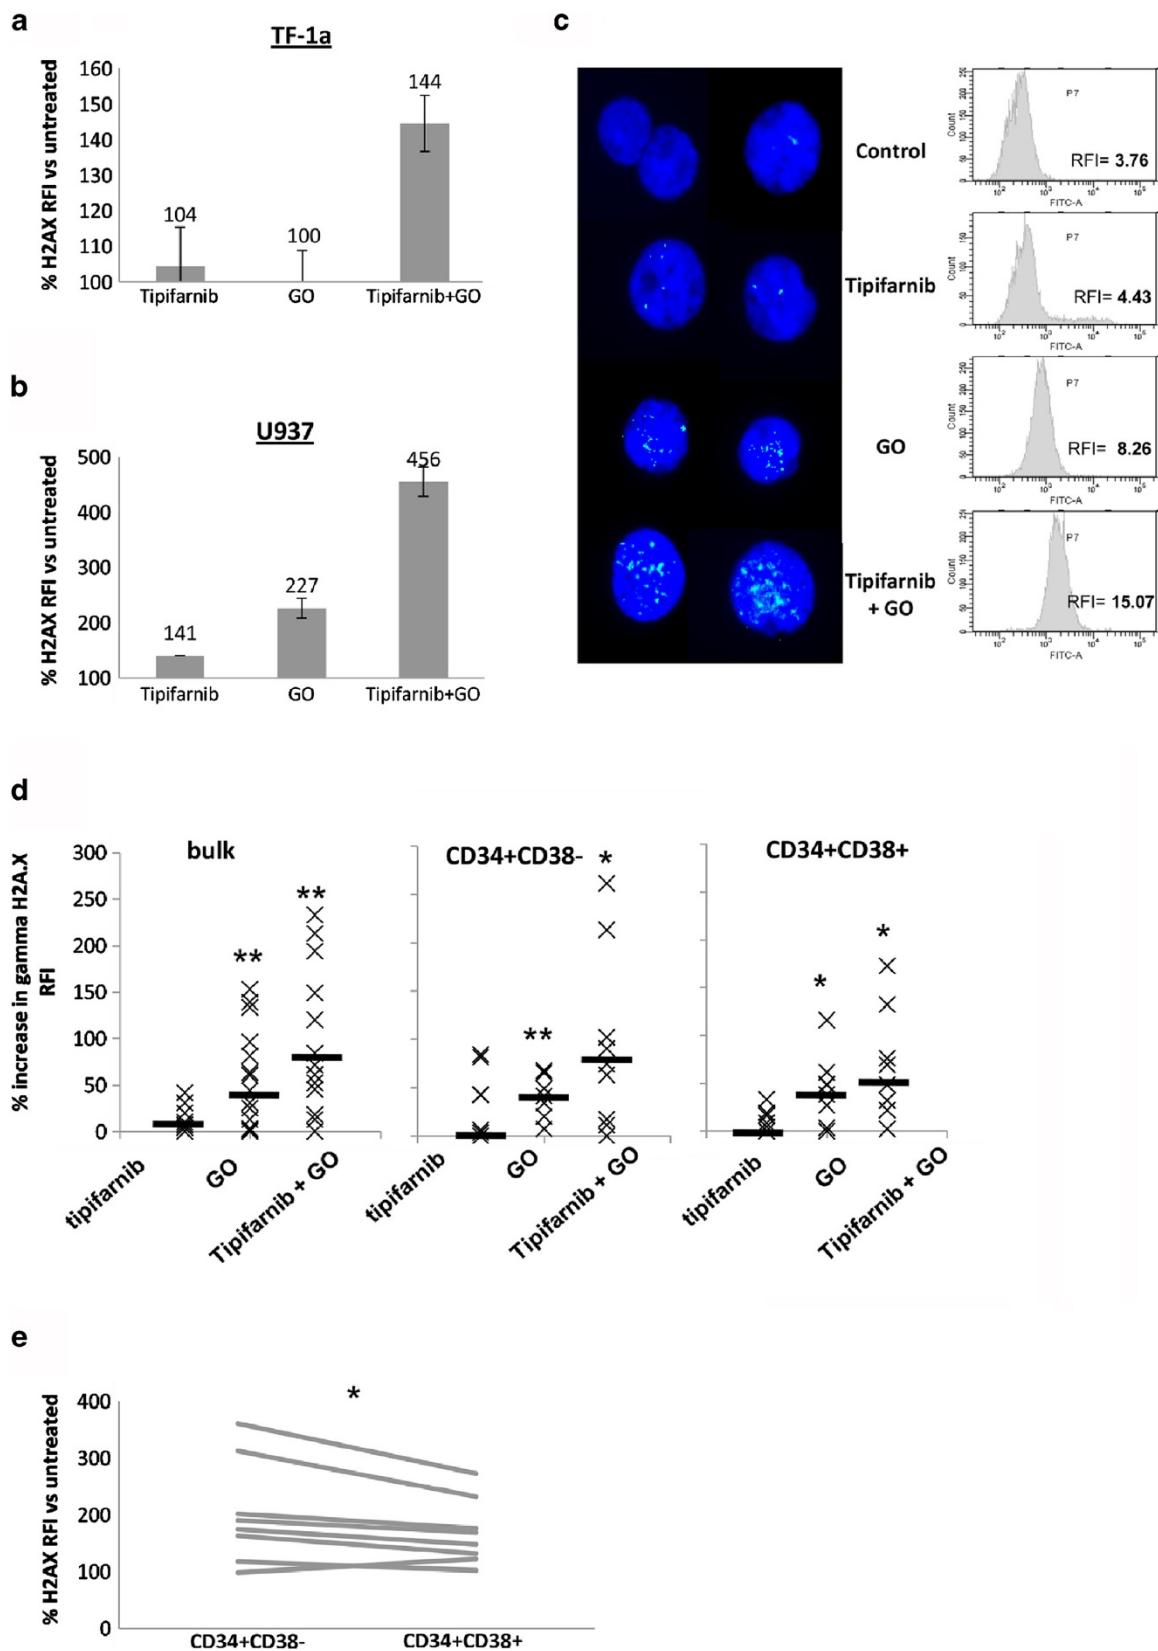 a
TF-1a
% H2AX RFI vs untreated
160
150
140
130
120
110
100
104
100
144
Tipifarnib
GO
Tipifarnib+GO
b
U937
% H2AX RFI vs untreated
500
400
300
200
100
141
227
456
Tipifarnib
GO
Tipifarnib+GO
c
Control
Tipifarnib
GO
Tipifarnib
+ GO
Count
P7
RFI= 3.76
FITC-A
Count
P7
RFI= 4.43
FITC-A
Count
P7
RFI= 8.26
FITC-A
Count
P7
RFI= 15.07
FITC-A
d
% increase in gamma H2A.X
RFI
300
250
200
150
100
50
0
bulk
**
**
tipifarnib
GO
Tipifarnib + GO
CD34+CD38-
**
*
tipifarnib
GO
Tipifarnib + GO
CD34+CD38+
*
*
tipifarnib
GO
Tipifarnib + GO
e
% H2AX RFI vs untreated
400
300
200
100
0
*
CD34+CD38-
CD34+CD38+